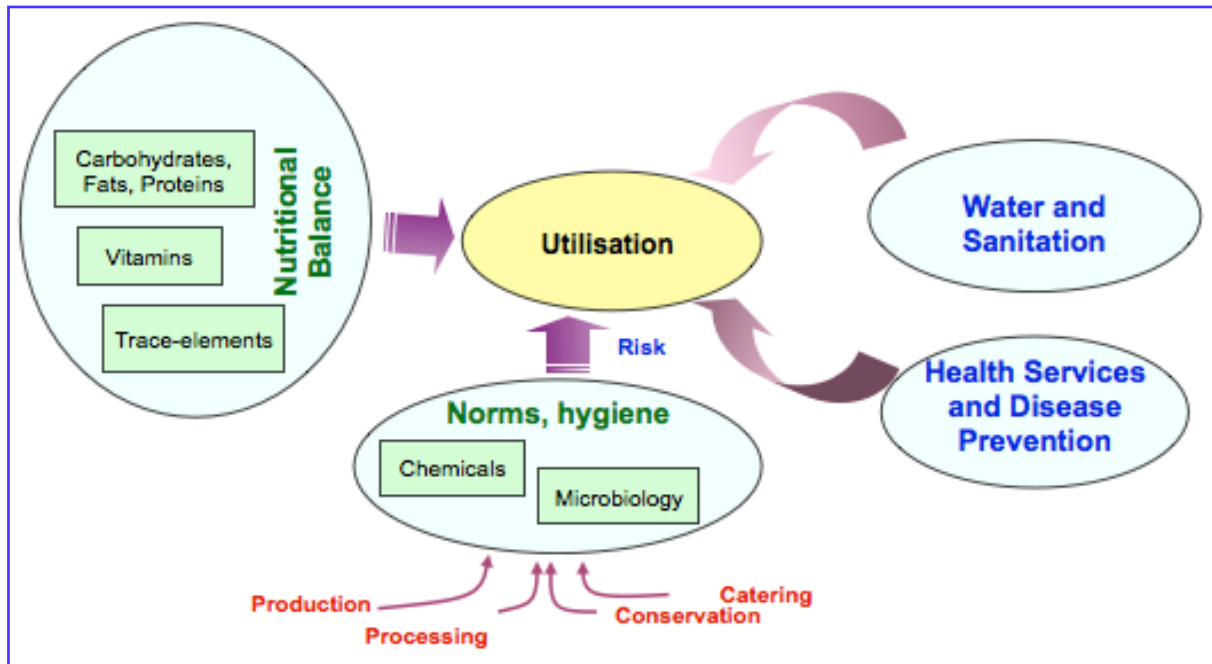 Carbohydrates,
Fats, Proteins
Vitamins
Trace-elements
Nutritional
Balance
Utilisation
Water and
Sanitation
Health Services
and Disease
Prevention
Risk
Norms, hygiene
Chemicals
Microbiology
Production
Processing
Conservation
Catering